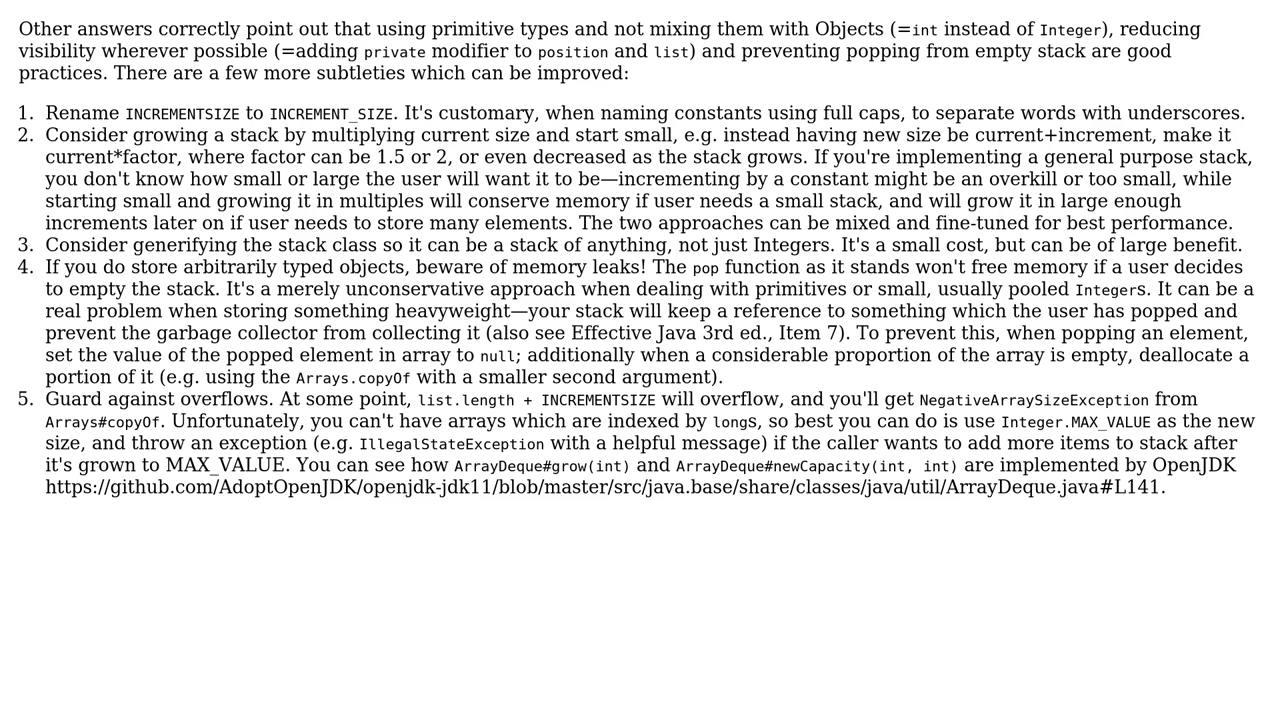 Other answers correctly point out that using primitive types and not mixing them with Objects (=int instead of Integer), reducing
visibility wherever possible (=adding private modifier to position and list) and preventing popping from empty stack are good
practices. There are a few more subtleties which can be improved:
1. Rename INCREMENTSIZE to INCREMENT_SIZE. It's customary, when naming constants using full caps, to separate words with underscores.
2. Consider growing a stack by multiplying current size and start small, e.g. instead having new size be current+increment, make it
current*factor, where factor can be 1.5 or 2, or even decreased as the stack grows. If you're implementing a general purpose stack,
you don't know how small or large the user will want it to be—incrementing by a constant might be an overkill or too small, while
starting small and growing it in multiples will conserve memory if user needs a small stack, and will grow it in large enough
increments later on if user needs to store many elements. The two approaches can be mixed and fine-tuned for best performance.
3. Consider generifying the stack class so it can be a stack of anything, not just Integers. It's a small cost, but can be of large benefit.
4. If you do store arbitrarily typed objects, beware of memory leaks! The pop function as it stands won't free memory if a user decides
to empty the stack. It's a merely unconservative approach when dealing with primitives or small, usually pooled Integers. It can be a
real problem when storing something heavyweight—your stack will keep a reference to something which the user has popped and
prevent the garbage collector from collecting it (also see Effective Java 3rd ed., Item 7). To prevent this, when popping an element,
set the value of the popped element in array to null; additionally when a considerable proportion of the array is empty, deallocate a
portion of it (e.g. using the Arrays.copyOf with a smaller second argument).
5. Guard against overflows. At some point, list.length + INCREMENTSIZE will overflow, and you'll get NegativeArraySizeException from
Arrays#copyOf. Unfortunately, you can't have arrays which are indexed by longs, so best you can do is use Integer.MAX_VALUE as the new
size, and throw an exception (e.g. IllegalStateException with a helpful message) if the caller wants to add more items to stack after
it's grown to MAX_VALUE. You can see how ArrayDeque#grow(int) and ArrayDeque#newCapacity(int, int) are implemented by OpenJDK
https://github.com/AdoptOpenJDK/openjdk-jdk11/blob/master/src/java.base/share/classes/java/util/ArrayDeque.java#L141.